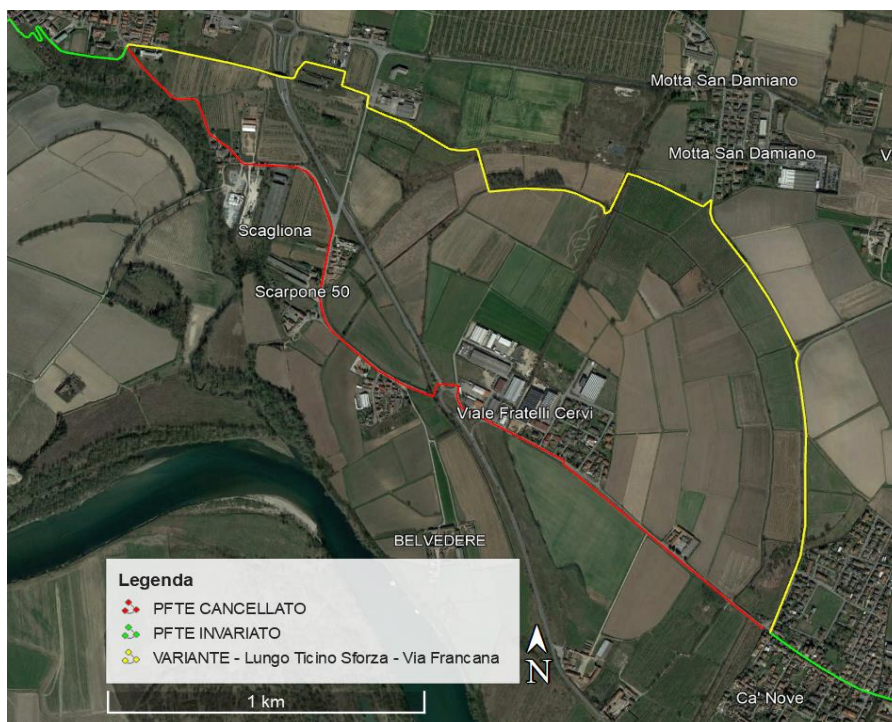 Motta San Damiano
Motta San Damiano
V
Scagliona
Scarpone 50
Viale Fratelli Cervi
BELVEDERE
Legenda
PFTE CANCELLATO
PFTE INVARIATO
VARIANTE - Lungo Ticino Sforza - Via Francana
N
1 km
Ca' Nove